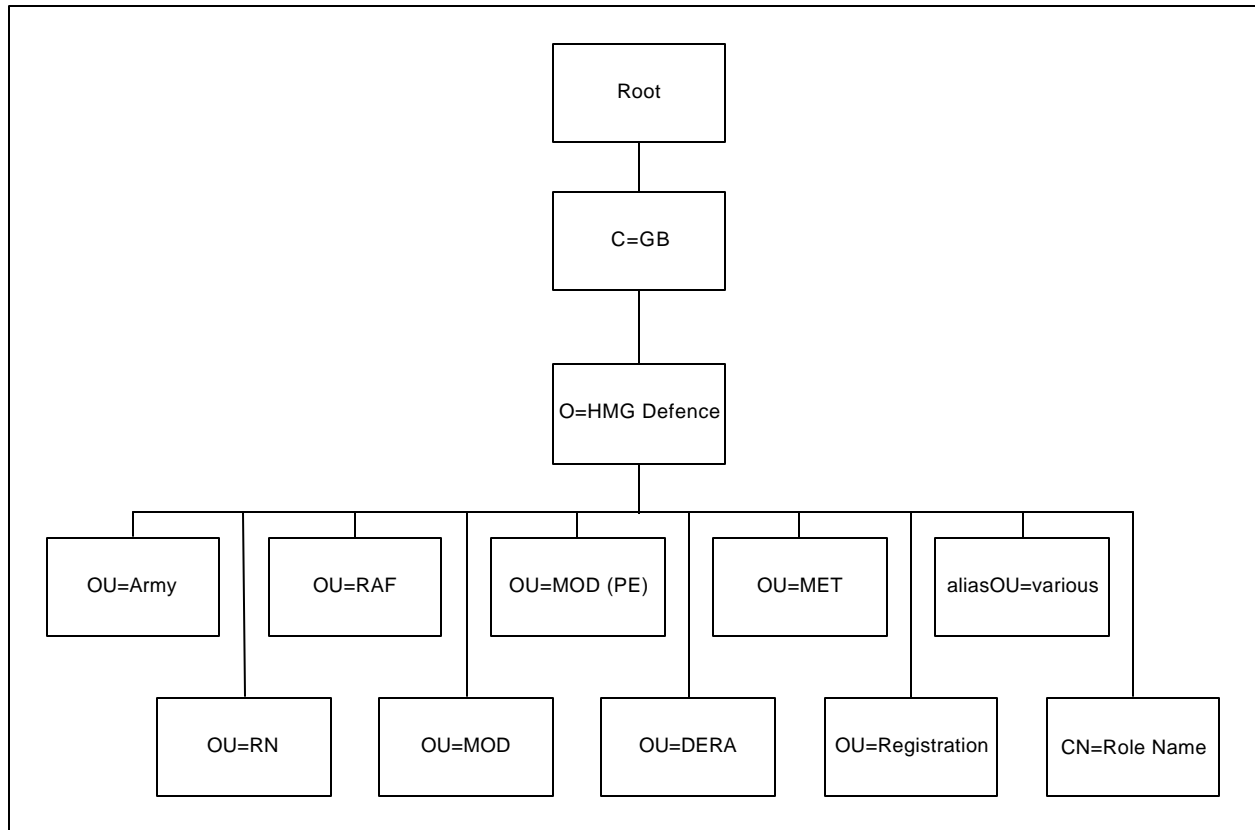 Root
C=GB
O=HMG Defence
OU=Army
OU=RAF
OU=MOD (PE)
OU=MET
aliasOU=various
OU=RN
OU=MOD
OU=DERA
OU=Registration
CN=Role Name